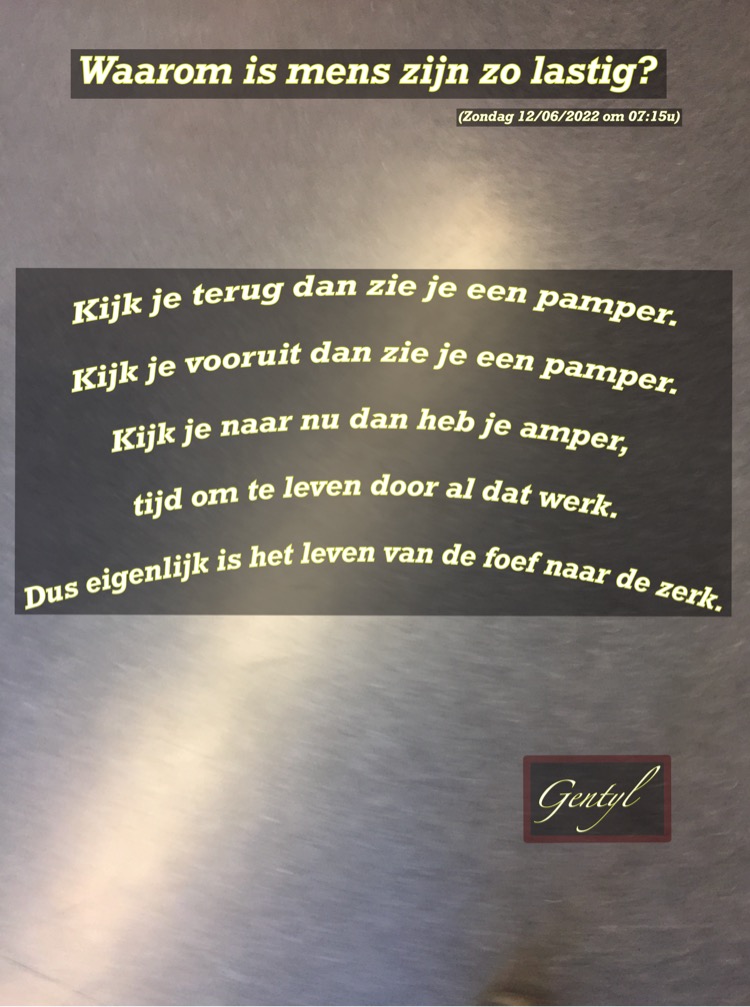 Waarom is mens zijn zo lastig?
(Zondag 12/06/2022 om 07:15u)
Kijk je terug dan zie je een pamper.
Kijk je vooruit dan zie je een pamper.
Kijk je naar nu dan heb je amper,
tijd om te leven door al dat werk.
Dus eigenlijk is het leven van de foef naar de zerk.
Gentyl